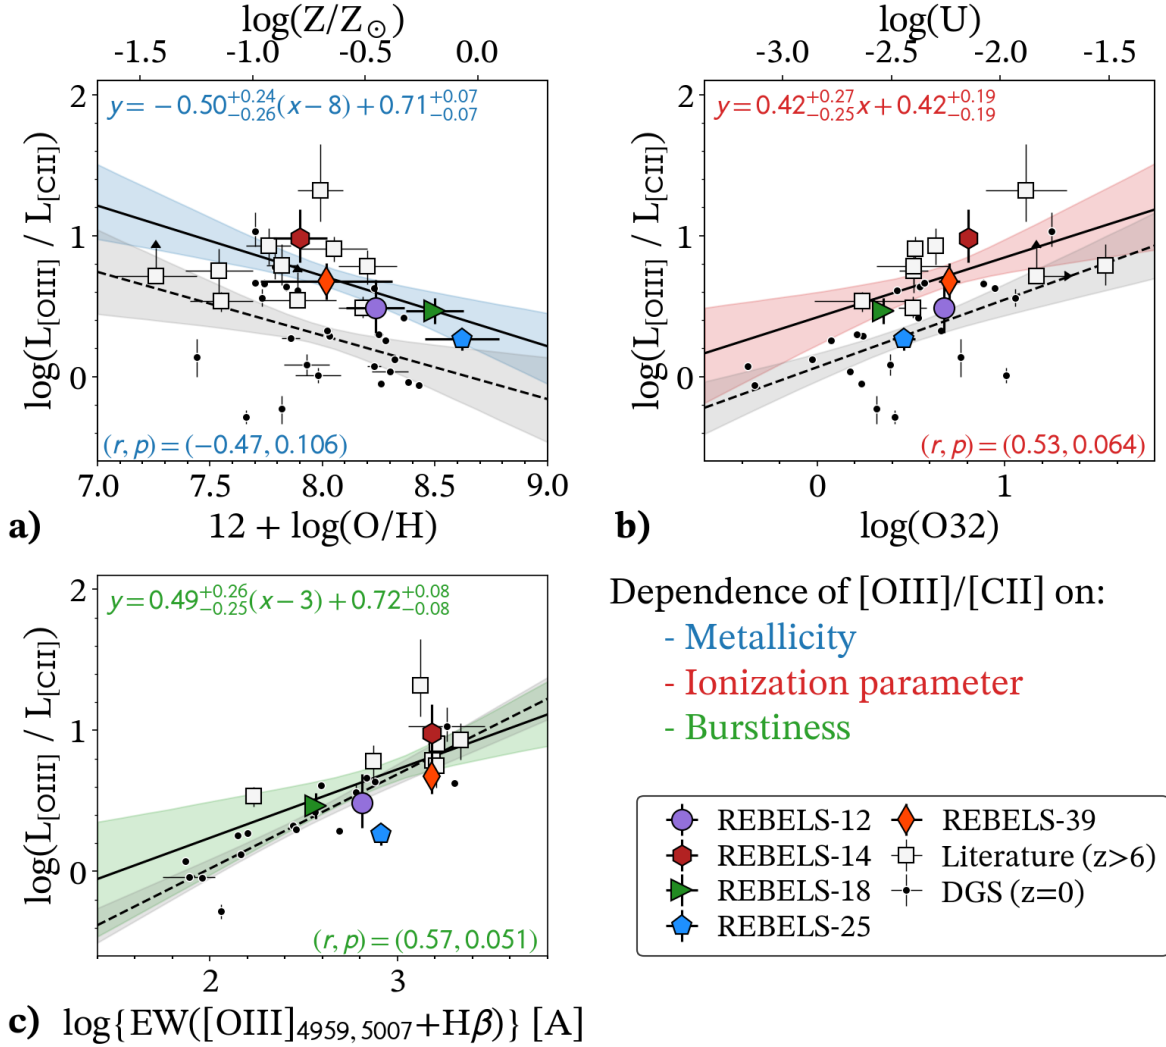 log(Z/Z⊙)
-1.5 -1.0 -0.5 0.0
y = −0.50 +0.24 −0.26 (x − 8) + 0.71 +0.07 −0.07
log(L[OIII] / L[CII])
2
1
0
(r, p) = (−0.47, 0.106)
7.0 7.5 8.0 8.5 9.0
a) 12 + log(O/H)
log(U)
-3.0 -2.5 -2.0 -1.5
y = 0.42 +0.27 −0.25 x + 0.42 +0.19 −0.19
log(L[OIII] / L[CII])
2
1
0
(r, p) = (0.53, 0.064)
0 1
b) log(O32)
y = 0.49 +0.26 −0.25 (x − 3) + 0.72 +0.08 −0.08
log(L[OIII] / L[CII])
2
1
0
(r, p) = (0.57, 0.051)
2 3
c) log{EW([OIII]4959, 5007+Hβ)} [A]
Dependence of [OIII]/[CII] on:
- Metallicity
- Ionization parameter
- Burstiness
REBELS-12
REBELS-14
REBELS-18
REBELS-25
REBELS-39
Literature (z>6)
DGS (z=0)